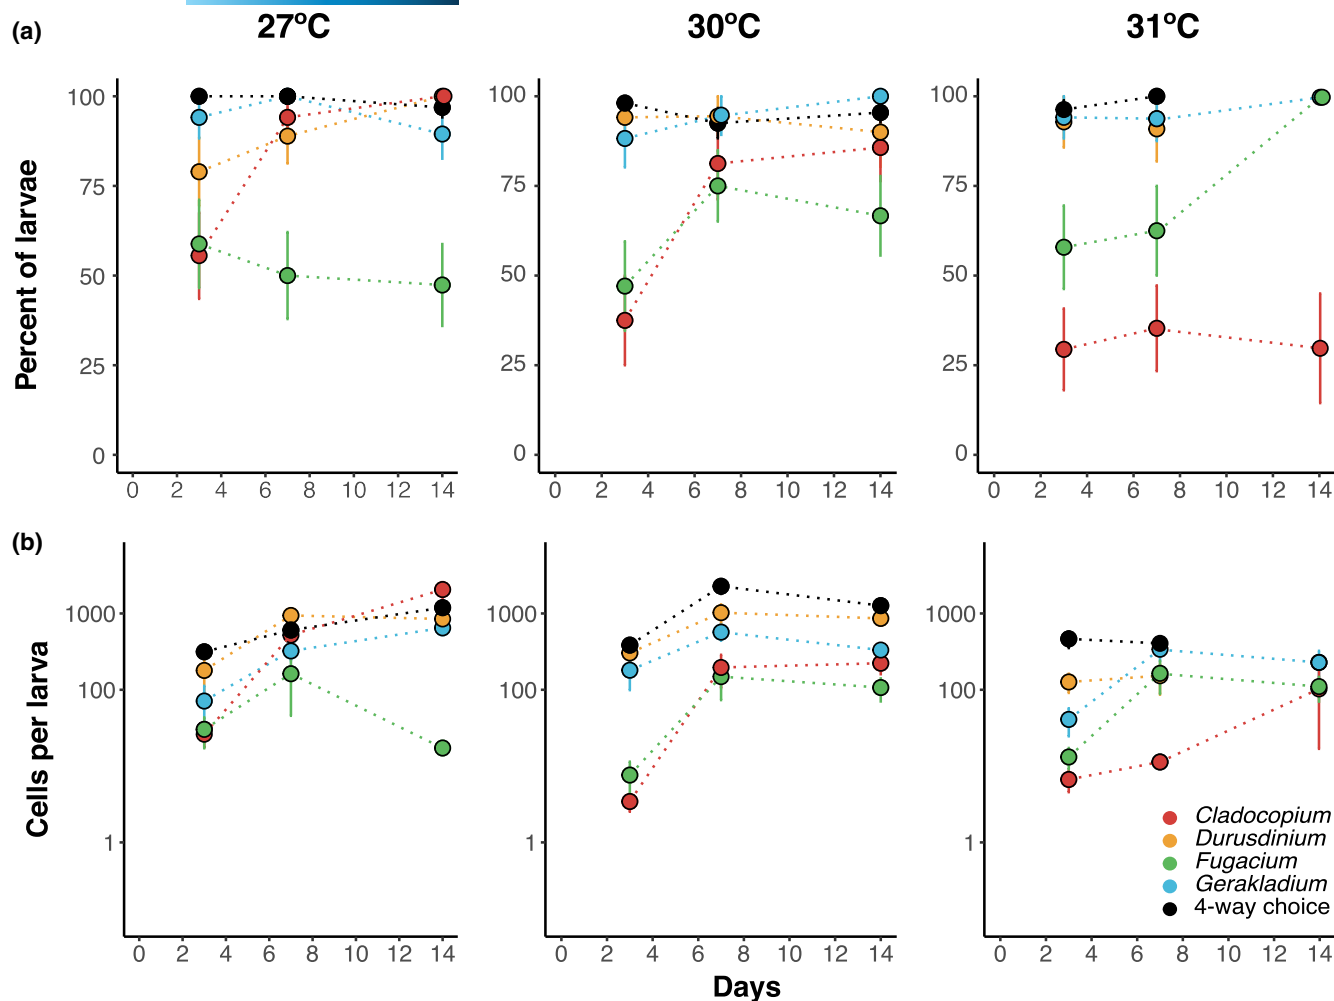 (a)
27°C
30°C
31°C
Percent of larvae
100
75
50
25
0
0 2 4 6 8 10 12 14
100
75
50
25
0
0 2 4 6 8 10 12 14
100
75
50
25
0
0 2 4 6 8 10 12 14
(b)
Cells per larva
1000
100
1
0 2 4 6 8 10 12 14
1000
100
1
0 2 4 6 8 10 12 14
1000
100
1
0 2 4 6 8 10 12 14
Cladocopium
Durusdinium
Fugacium
Gerakladium
4-way choice
Days